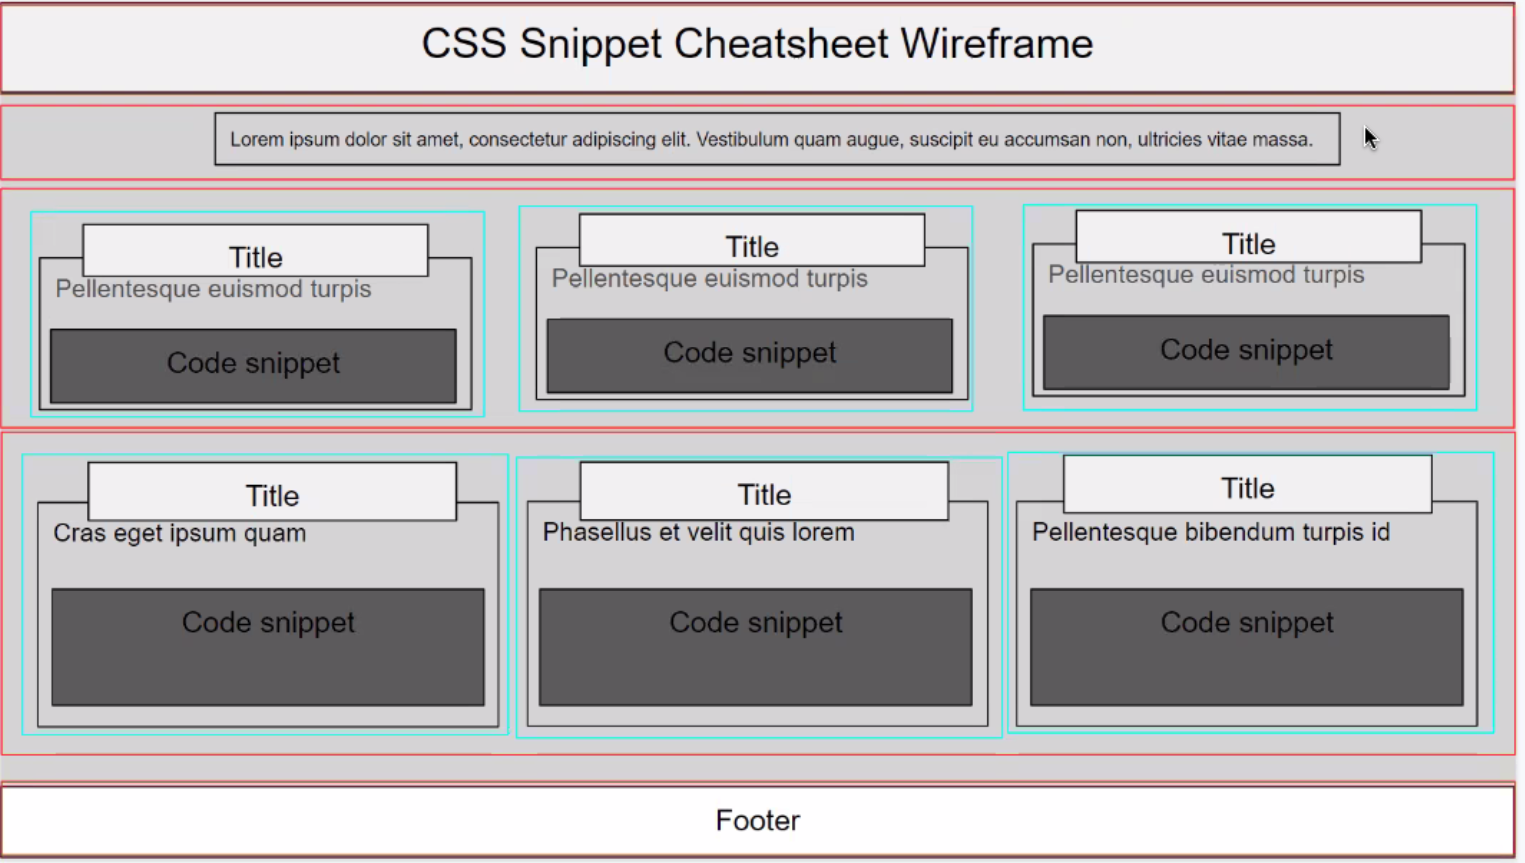 CSS Snippet Cheatsheet Wireframe
Lorem ipsum dolor sit amet, consectetur adipiscing elit. Vestibulum quam augue, suscipit eu accumsan non, ultricies vitae massa.
Title
Pellentesque euismod turpis
Code snippet
Title
Pellentesque euismod turpis
Code snippet
Title
Pellentesque euismod turpis
Code snippet
Title
Cras eget ipsum quam
Code snippet
Title
Phasellus et velit quis lorem
Code snippet
Title
Pellentesque bibendum turpis id
Code snippet
Footer